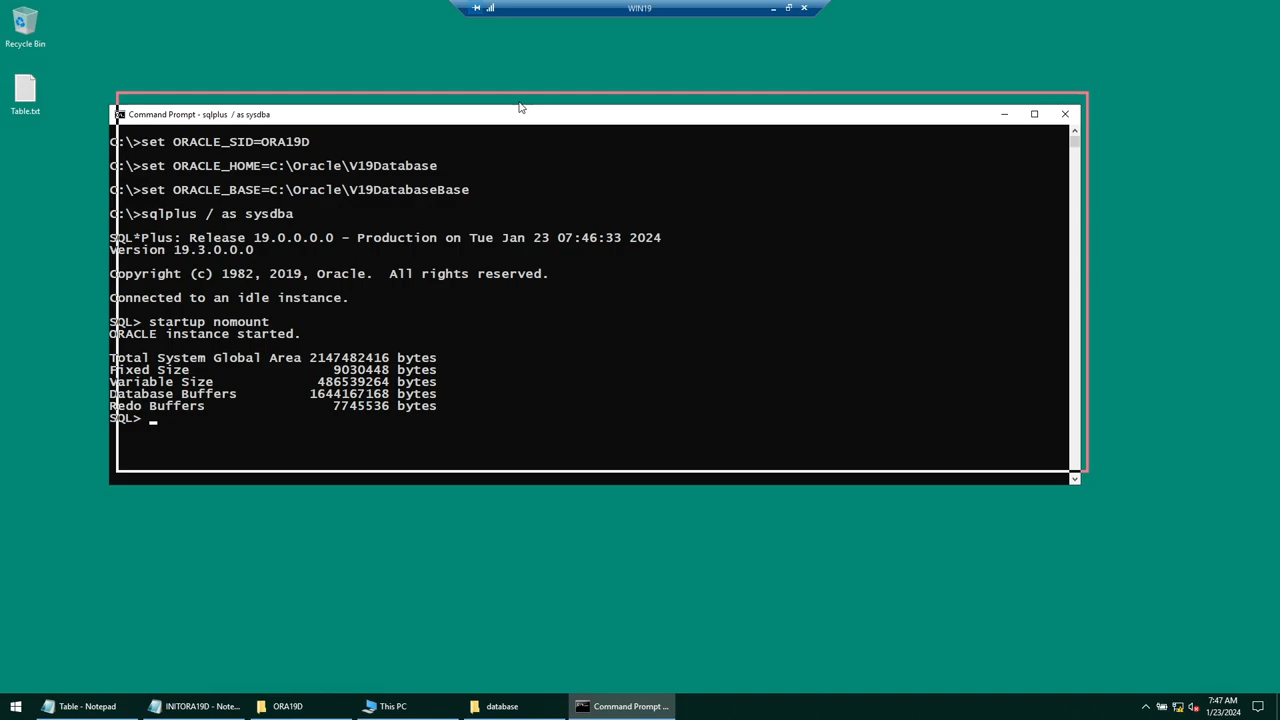 WIN19
Recycle Bin
Table.txt
Command Prompt - sqlplus / as sysdba
C:\>set ORACLE_SID=ORA19D
C:\>set ORACLE_HOME=C:\Oracle\V19Database
C:\>set ORACLE_BASE=C:\Oracle\V19DatabaseBase
C:\>sqlplus / as sysdba
SQL*Plus: Release 19.0.0.0.0 - Production on Tue Jan 23 07:46:33 2024
Version 19.3.0.0.0
Copyright (c) 1982, 2019, Oracle.  All rights reserved.
Connected to an idle instance.
SQL> startup nomount
ORACLE instance started.
Total System Global Area 2147482416 bytes
Fixed Size                  9030448 bytes
Variable Size             486539264 bytes
Database Buffers         1644167168 bytes
Redo Buffers                7745536 bytes
SQL>
Table - Notepad
INITORA19D - Note...
ORA19D
This PC
database
Command Prompt ...
7:47 AM
1/23/2024